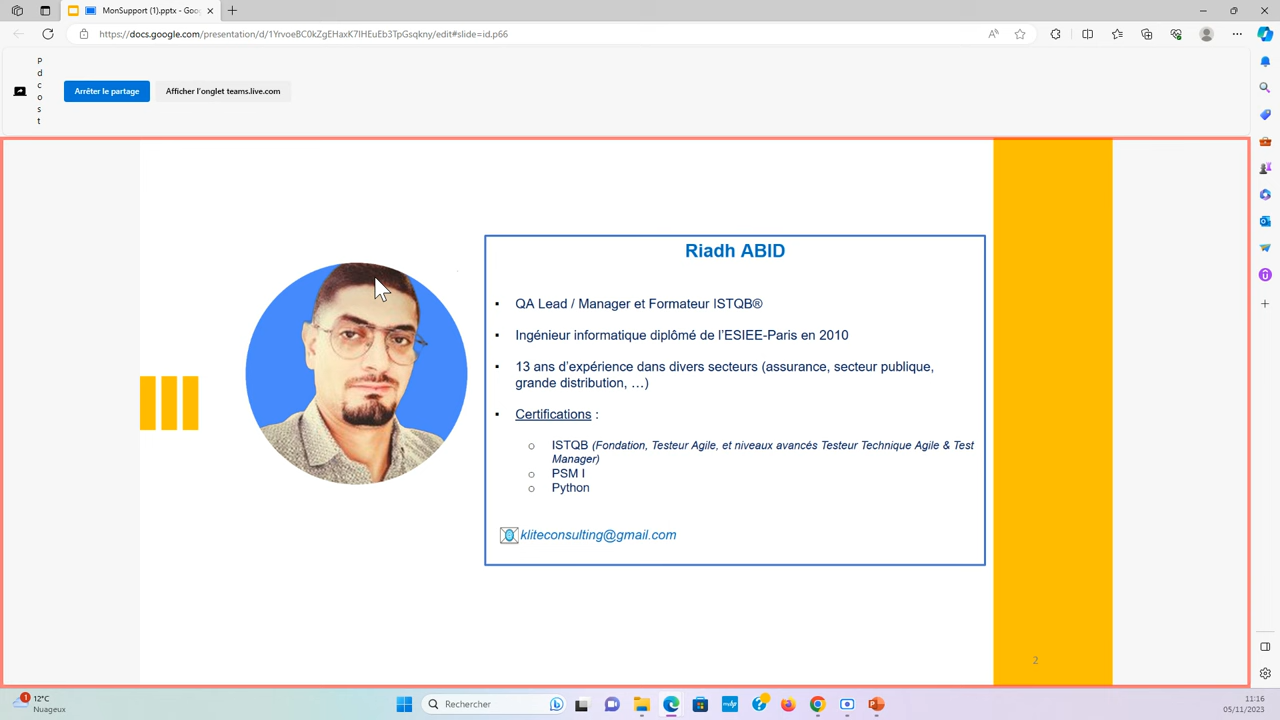 MonSupport (1).pptx - Goo
https://docs.google.com/presentation/d/1YrvoeBC0kZgEHaxK7IHEuEb3TpGsqkny/edit#slide=id.p66
P
d
c
o
s
t
Arrêter le partage
Afficher l'onglet teams.live.com
Riadh ABID
▪ QA Lead / Manager et Formateur ISTQB®
▪ Ingénieur informatique diplômé de l'ESIEE-Paris en 2010
▪ 13 ans d'expérience dans divers secteurs (assurance, secteur publique,
grande distribution, …)
▪ Certifications :
o ISTQB (Fondation, Testeur Agile, et niveaux avancés Testeur Technique Agile & Test
Manager)
o PSM I
o Python
kliteconsulting@gmail.com
2
1
12°C
Nuageux
Rechercher
11:16
05/11/2023